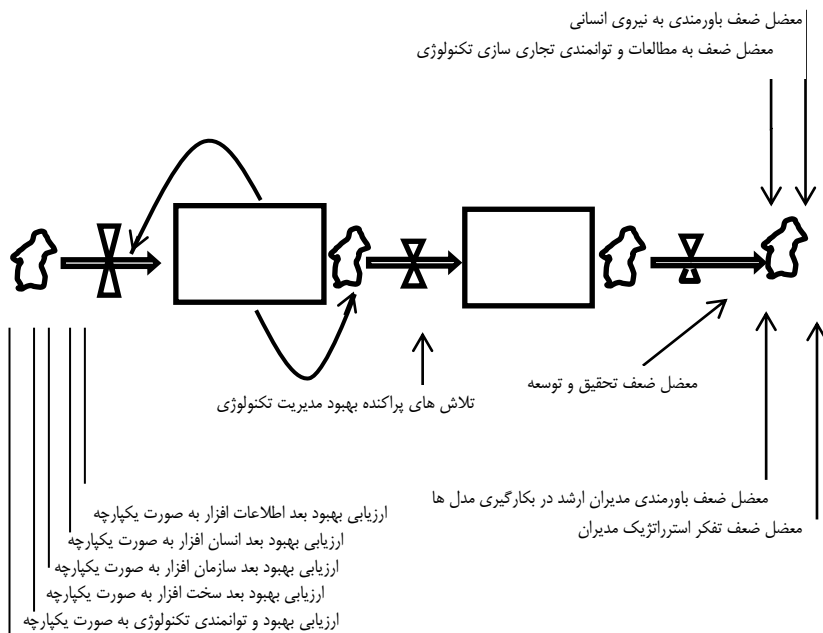 معضل ضعف باورمندی به نیروی انسانی
معضل ضعف به مطالعات و توانمندی تجاری سازی تکنولوژی
معضل ضعف تحقیق و توسعه
تلاش های پراکنده بهبود مدیریت تکنولوژی
معضل ضعف باورمندی مدیران ارشد در بکارگیری مدل ها
معضل ضعف تفکر استرراتژیک مدیران
ارزیابی بهبود بعد اطلاعات افزار به صورت یکپارچه
ارزیابی بهبود بعد انسان افزار به صورت یکپارچه
ارزیابی بهبود بعد سازمان افزار به صورت یکپارچه
ارزیابی بهبود بعد سخت افزار به صورت یکپارچه
ارزیابی بهبود و توانمندی تکنولوژی به صورت یکپارچه